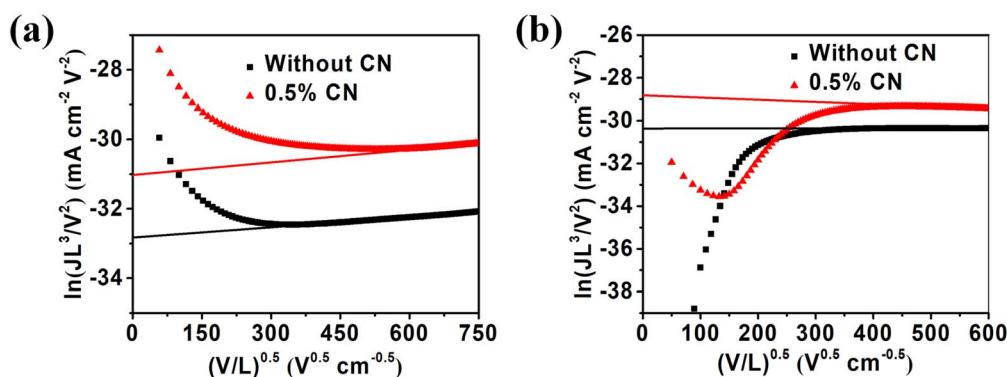 (a)
ln(JL³/V²) (mA cm⁻² V⁻²)
-27
-28
-30
-32
-34
-35
Without CN
0.5% CN
0 150 300 450 600 750
(V/L)^0.5 (V^0.5 cm^-0.5)
(b)
ln(JL³/V²) (mA cm⁻² V⁻²)
-26
-28
-30
-32
-34
-36
-38
Without CN
0.5% CN
0 100 200 300 400 500 600
(V/L)^0.5 (V^0.5 cm^-0.5)